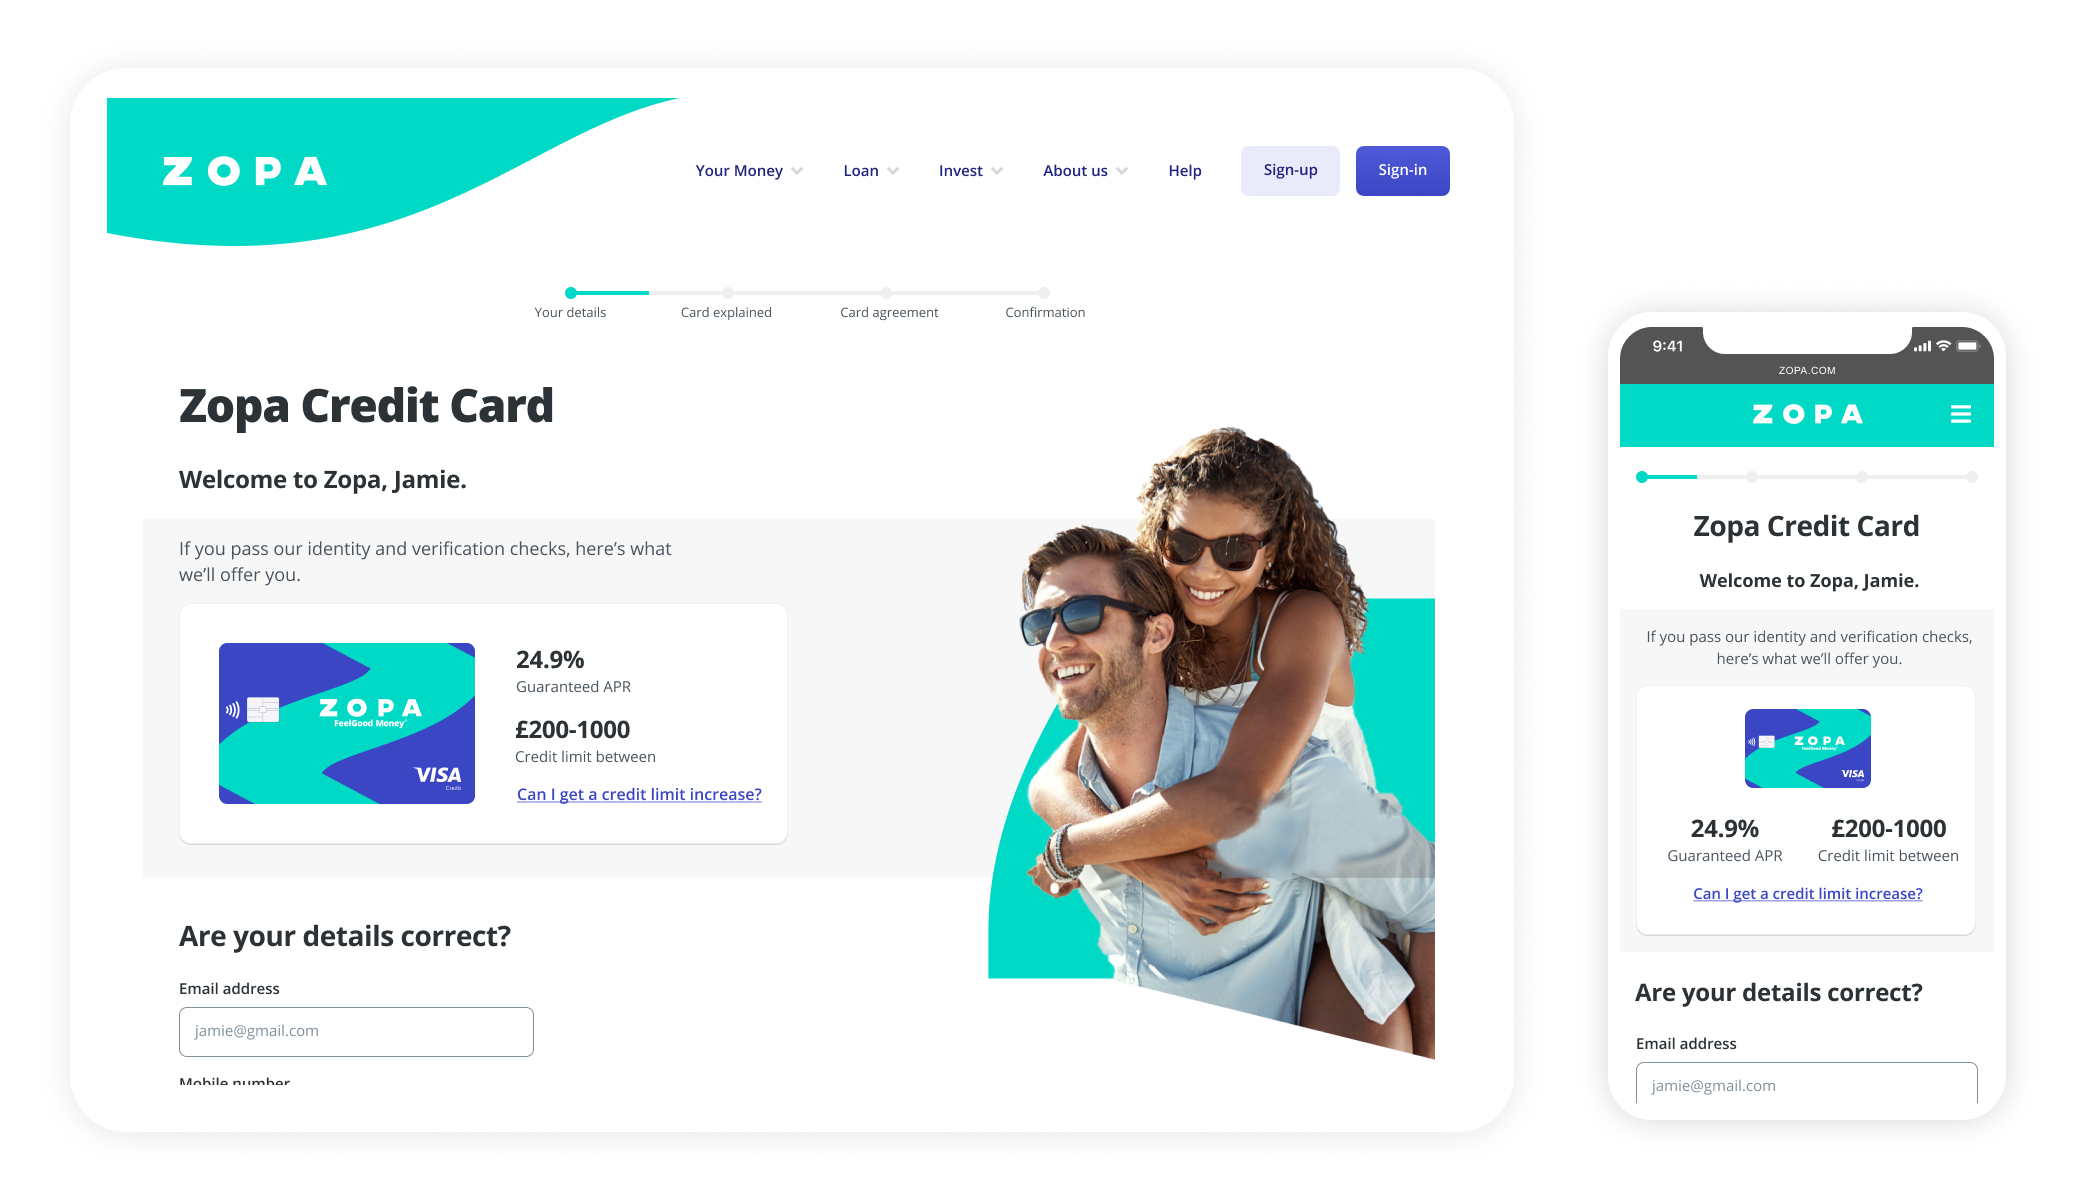 ZOPA
Your Money
Loan
Invest
About us
Help
Sign-up
Sign-in
Your details
Card explained
Card agreement
Confirmation
Zopa Credit Card
Welcome to Zopa, Jamie.
If you pass our identity and verification checks, here's what
we'll offer you.
ZOPA
FeelGood Money
VISA
Credit
24.9%
Guaranteed APR
£200-1000
Credit limit between
Can I get a credit limit increase?
Are your details correct?
Email address
jamie@gmail.com
Mobile number
9:41
ZOPA.COM
ZOPA
Zopa Credit Card
Welcome to Zopa, Jamie.
If you pass our identity and verification checks,
here's what we'll offer you.
ZOPA
FeelGood Money
VISA
24.9%
Guaranteed APR
£200-1000
Credit limit between
Can I get a credit limit increase?
Are your details correct?
Email address
jamie@gmail.com